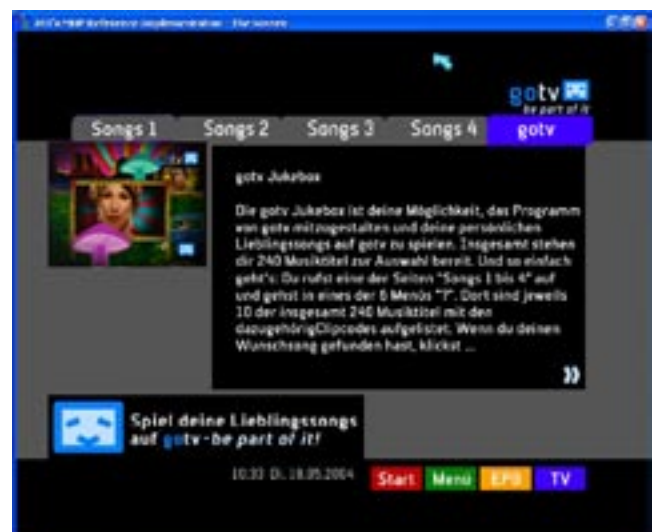 gotv
be part of it
Songs 1 Songs 2 Songs 3 Songs 4 gotv
gotv Jukebox
Die gotv Jukebox ist deine Möglichkeit, das Programm
von gotv mitzugestalten und deine persönlichen
Lieblingssongs auf gotv zu spielen. Insgesamt stehen
dir 240 Musiktitel zur Auswahl bereit. Und so einfach
geht's: Du rufst eine der Seiten "Songs 1 bis 4" auf
und gehst in eines der 6 Menüs Dort sind jeweils
10 der insgesamt 240 Musiktitel mit den
dazugehörigClipcodes aufgelistet. Wenn du deinen
Wunschsong gefunden hast, klickst ...
Spiel deine Lieblingssongs
auf gotv-be part of it!
10:33 Di, 18.05.2004 Start Menü EPG TV